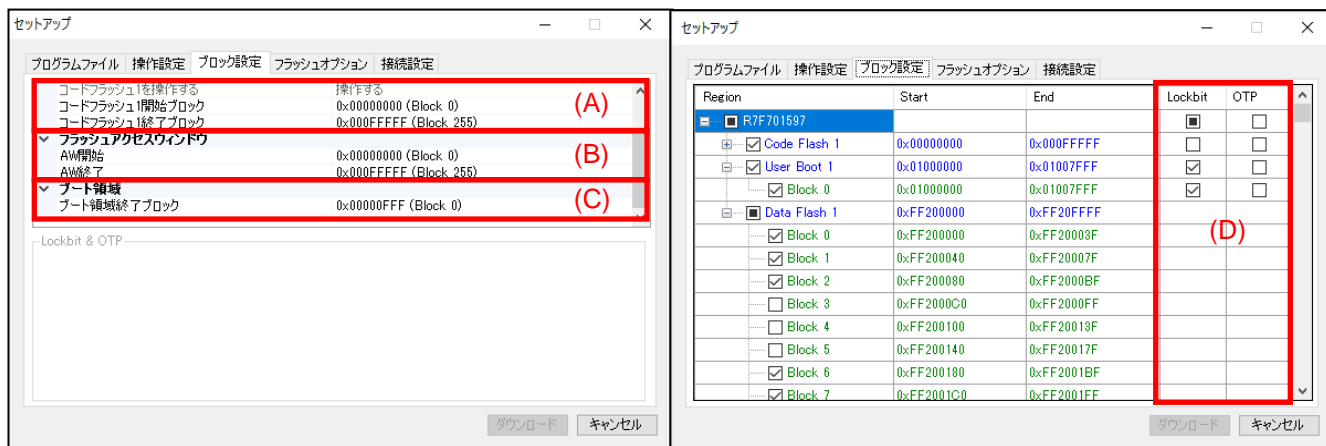 セットアップ
プログラムファイル 操作設定 ブロック設定 フラッシュオプション 接続設定
コードフラッシュ1を操作する 操作する
コードフラッシュ1開始ブロック 0x00000000 (Block 0)
コードフラッシュ1終了ブロック 0x000FFFFF (Block 255)
(A)
フラッシュアクセスウィンドウ
AW開始 0x00000000 (Block 0)
AW終了 0x000FFFFF (Block 255)
(B)
ブート領域
ブート領域終了ブロック 0x00000FFF (Block 0)
(C)
Lockbit & OTP
ダウンロード キャンセル
セットアップ
プログラムファイル 操作設定 ブロック設定 フラッシュオプション 接続設定
Region Start End Lockbit OTP
R7F701597
Code Flash 1 0x00000000 0x000FFFFF
User Boot 1 0x01000000 0x01007FFF
Block 0 0x01000000 0x01007FFF
Data Flash 1 0xFF200000 0xFF20FFFF
Block 0 0xFF200000 0xFF20003F
(D)
Block 1 0xFF200040 0xFF20007F
Block 2 0xFF200080 0xFF2000BF
Block 3 0xFF2000C0 0xFF2000FF
Block 4 0xFF200100 0xFF20013F
Block 5 0xFF200140 0xFF20017F
Block 6 0xFF200180 0xFF2001BF
Block 7 0xFF2001C0 0xFF2001FF
ダウンロード キャンセル